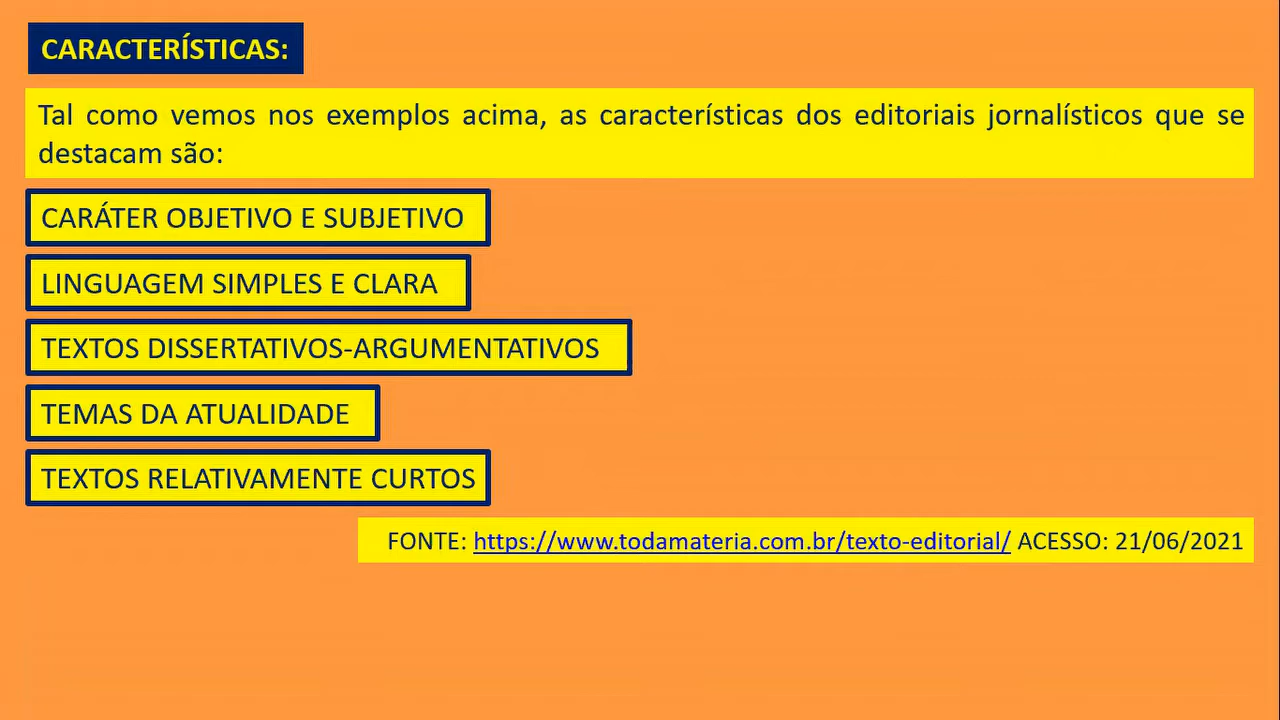 CARACTERÍSTICAS:
Tal como vemos nos exemplos acima, as características dos editoriais jornalísticos que se
destacam são:
CARÁTER OBJETIVO E SUBJETIVO
LINGUAGEM SIMPLES E CLARA
TEXTOS DISSERTATIVOS-ARGUMENTATIVOS
TEMAS DA ATUALIDADE
TEXTOS RELATIVAMENTE CURTOS
FONTE: https://www.todamateria.com.br/texto-editorial/ ACESSO: 21/06/2021